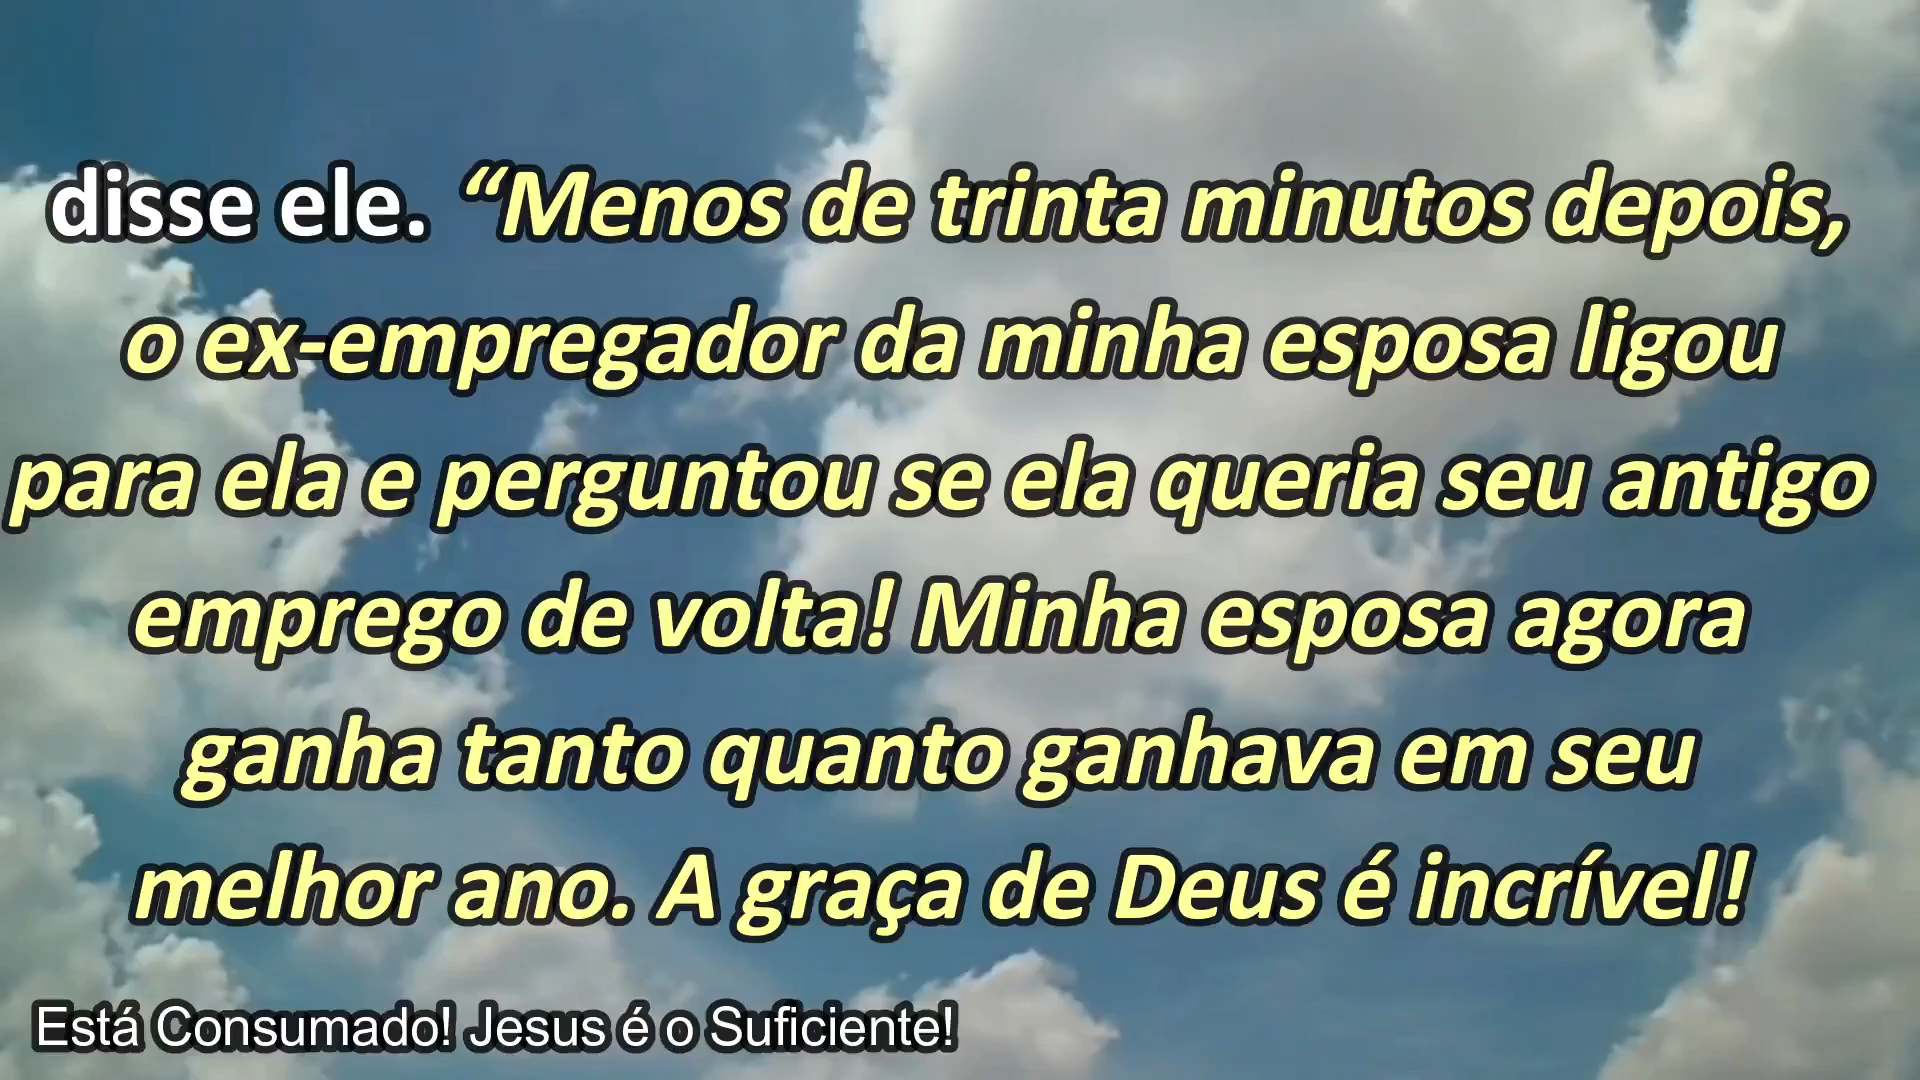 disse ele. “Menos de trinta minutos depois,
o ex-empregador da minha esposa ligou
para ela e perguntou se ela queria seu antigo
emprego de volta! Minha esposa agora
ganha tanto quanto ganhava em seu
melhor ano. A graça de Deus é incrível!
Está Consumado! Jesus é o Suficiente!